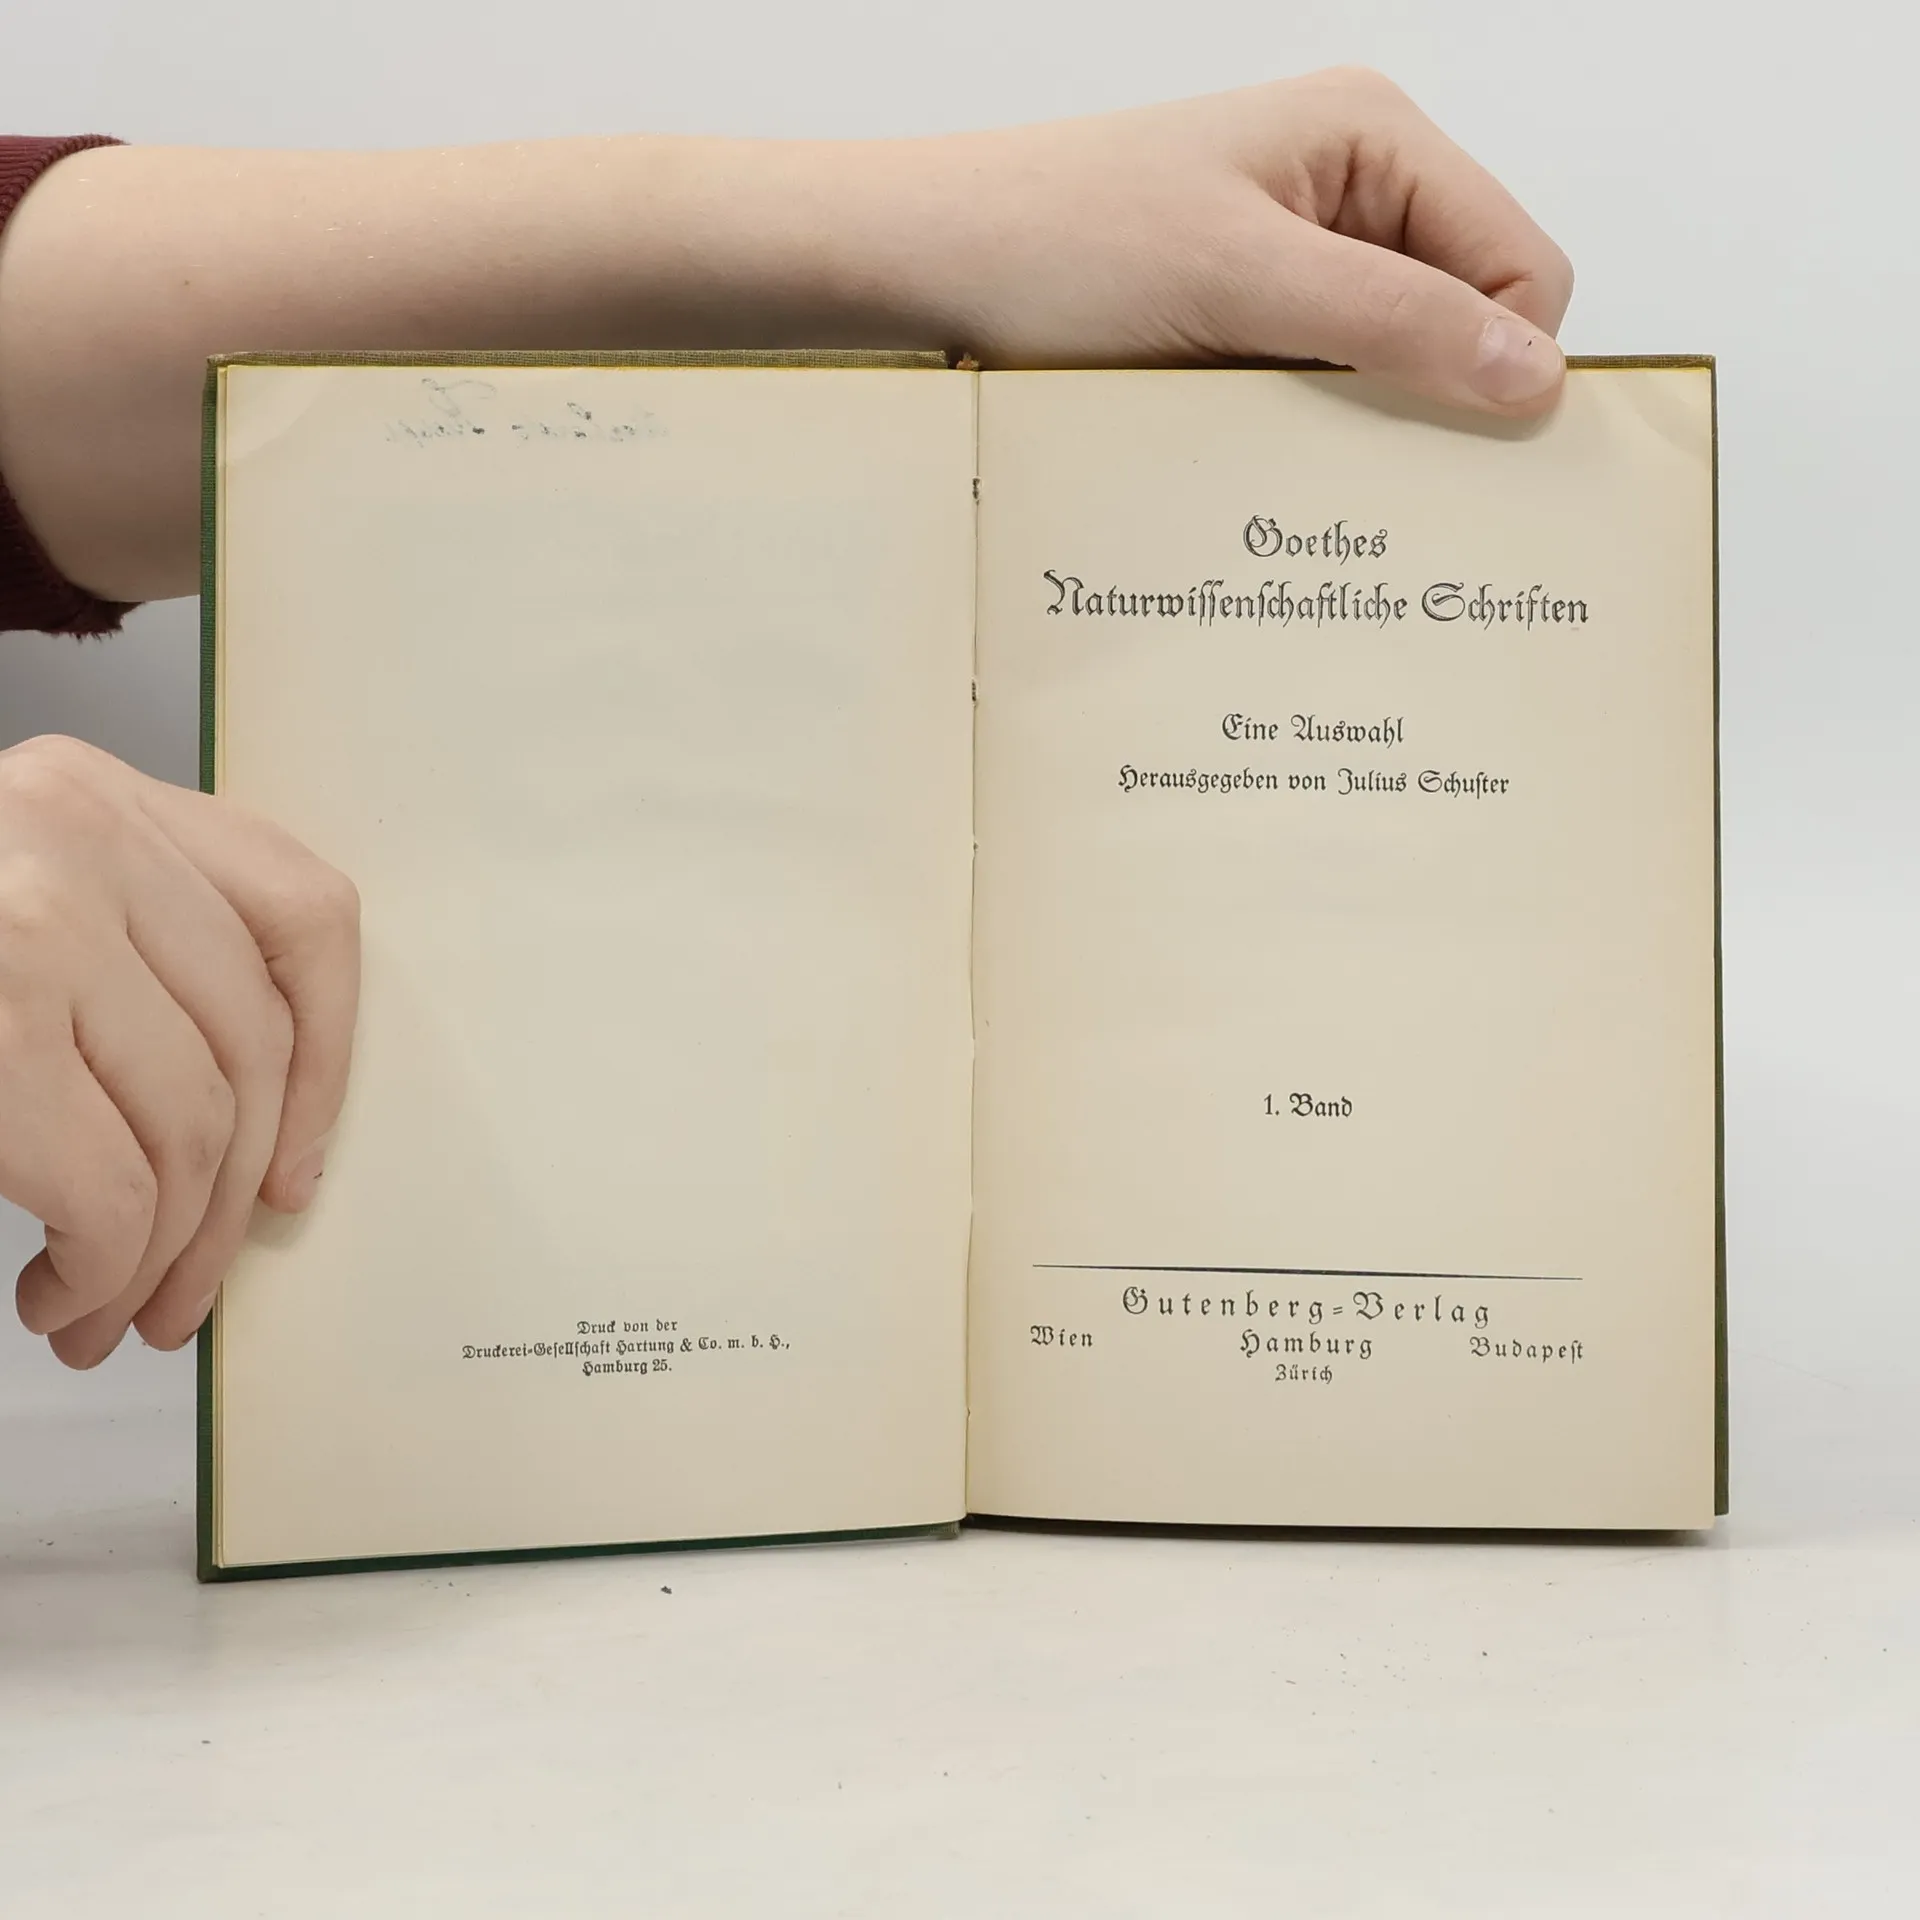 Druck von der
Druckerei-Gesellschaft Hartung & Co. m. b. H.,
Hamburg 25.
Goethes
Naturwissenschaftliche Schriften
Eine Auswahl
Herausgegeben von Julius Schuster
1. Band
Gutenberg-Verlag
Wien Hamburg Budapest
Zürich